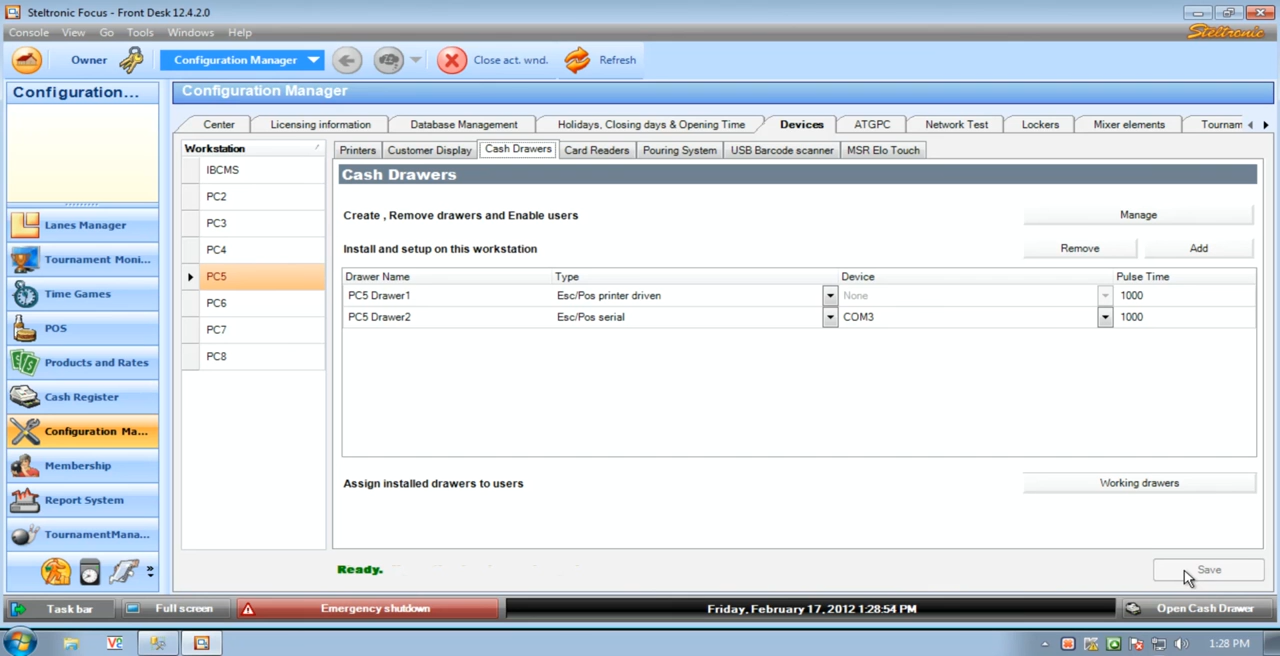 Steltronic Focus - Front Desk 12.4.2.0
Console View Go Tools Windows Help
Steltronic
Owner
Configuration Manager
Close act. wnd.
Refresh
Configuration...
Configuration Manager
Center
Licensing information
Database Management
Holidays, Closing days & Opening Time
Devices
ATGPC
Network Test
Lockers
Mixer elements
Tournam
Workstation
IBCMS
PC2
PC3
PC4
PC5
PC6
PC7
PC8
Printers
Customer Display
Cash Drawers
Card Readers
Pouring System
USB Barcode scanner
MSR Elo Touch
Cash Drawers
Create , Remove drawers and Enable users
Manage
Install and setup on this workstation
Remove
Add
Drawer Name Type Device Pulse Time
PC5 Drawer1 Esc/Pos printer driven None 1000
PC5 Drawer2 Esc/Pos serial COM3 1000
Assign installed drawers to users
Working drawers
Ready.
Save
Lanes Manager
Tournament Moni...
Time Games
POS
Products and Rates
Cash Register
Configuration Ma...
Membership
Report System
TournamentMana...
Task bar
Full screen
Emergency shutdown
Friday, February 17, 2012 1:28:54 PM
Open Cash Drawer
1:28 PM